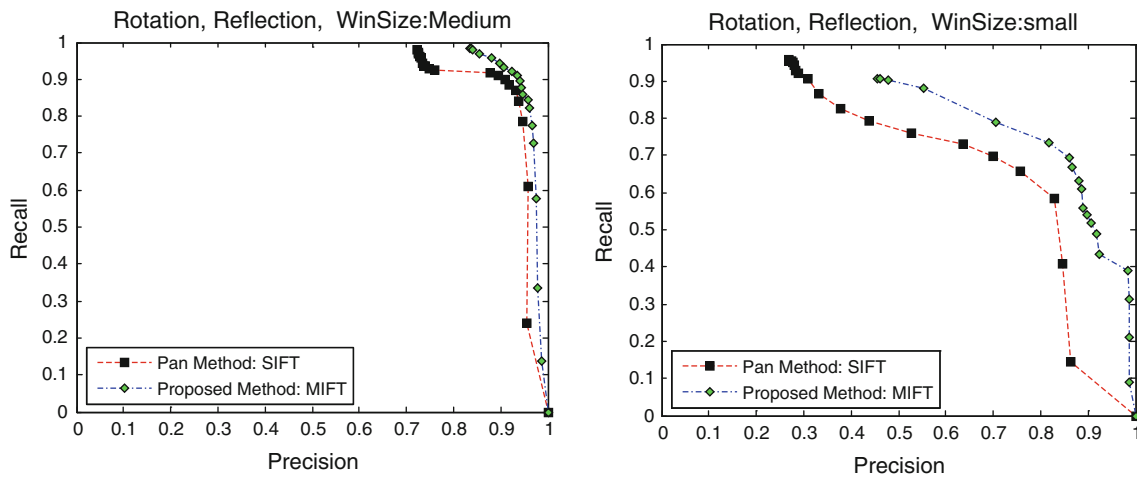 Rotation, Reflection, WinSize:Medium
1
0.9
0.8
0.7
0.6
0.5
0.4
0.3
0.2
0.1
0
Recall
Pan Method: SIFT
Proposed Method: MIFT
0 0.1 0.2 0.3 0.4 0.5 0.6 0.7 0.8 0.9 1
Precision
Rotation, Reflection, WinSize:small
1
0.9
0.8
0.7
0.6
0.5
0.4
0.3
0.2
0.1
0
Recall
Pan Method: SIFT
Proposed Method: MIFT
0 0.1 0.2 0.3 0.4 0.5 0.6 0.7 0.8 0.9 1
Precision